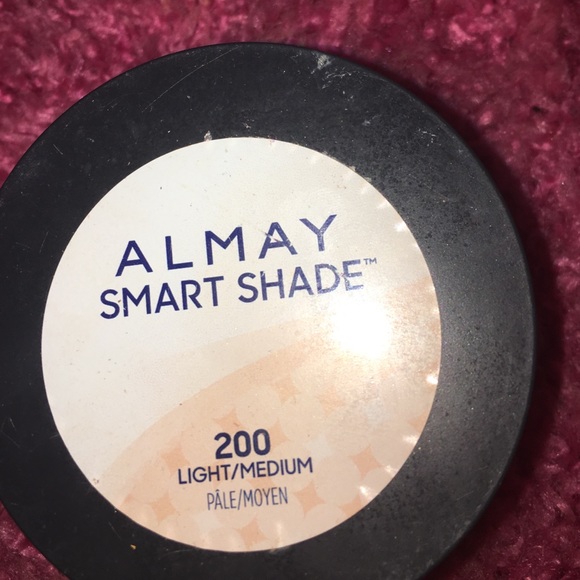 ALMAY
SMART SHADE™
200
LIGHT/MEDIUM
PÂLE/MOYEN